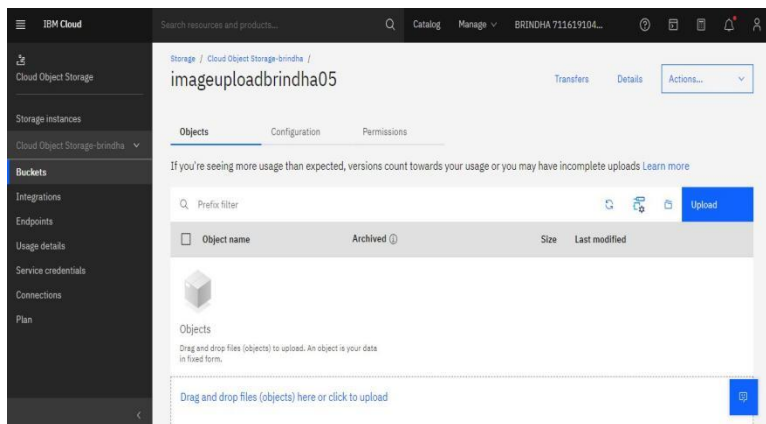 IBM Cloud
Search resources and products...
Catalog
Manage
BRINDHA 711619104...
Cloud Object Storage
Storage instances
Cloud Object Storage-brindha
Buckets
Integrations
Endpoints
Usage details
Service credentials
Connections
Plan
Storage / Cloud Object Storage-brindha /
imageuploadbrindha05
Transfers
Details
Actions...
Objects
Configuration
Permissions
If you're seeing more usage than expected, versions count towards your usage or you may have incomplete uploads Learn more
Prefix filter
Upload
Object name
Archived
Size
Last modified
Objects
Drag and drop files (objects) to upload. An object is your data
in fixed form.
Drag and drop files (objects) here or click to upload